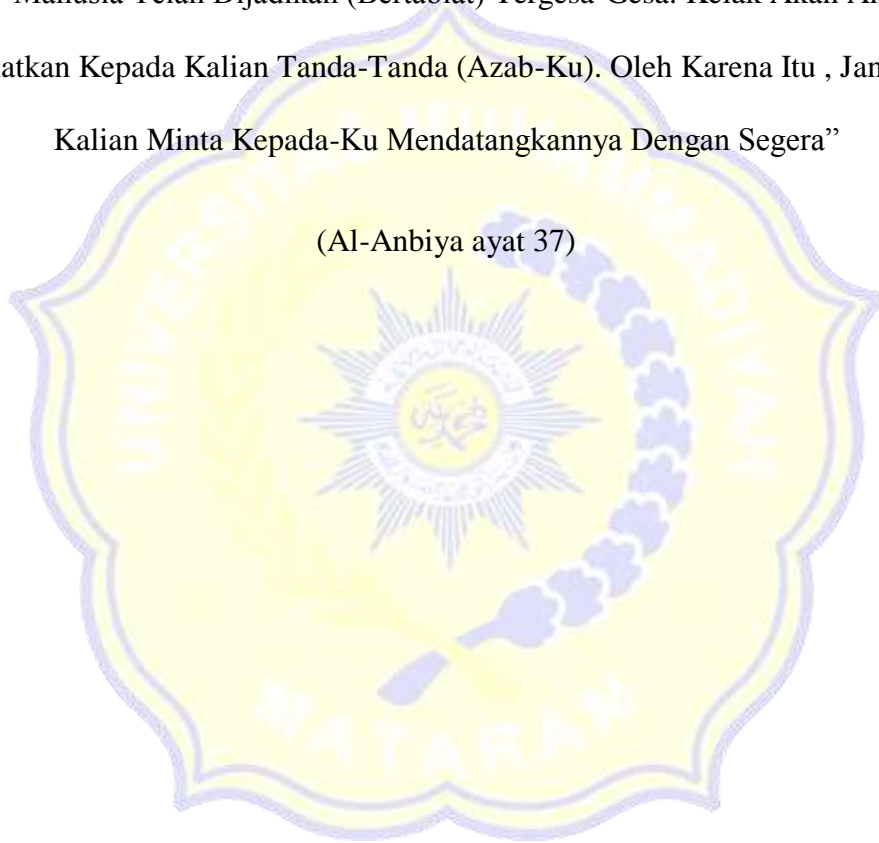 Manusia Telah Dijadikan (Bertabiat) Tergesa-Gesa. Kelak Akan
Kepada Kalian Tanda-Tanda (Azab-Ku). Oleh Karena Itu , Jan
Kalian Minta Kepada-Ku Mendatangkannya Dengan Segera”
(Al-Anbiya ayat 37)
UNIVERSITAS MUHAMMADIYAH
MATARAM